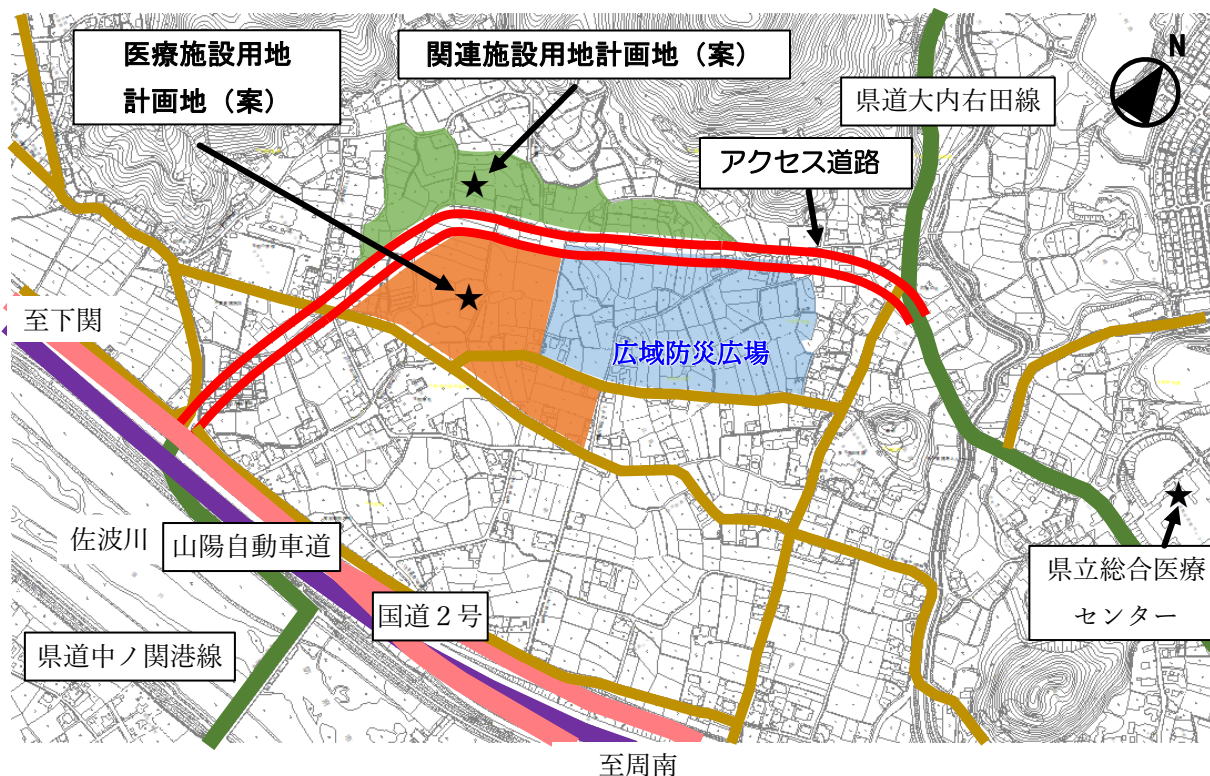 医療施設用地
計画地（案）
関連施設用地計画地（案）
N
県道大内右田線
アクセス道路
至下関
広域防災広場
佐波川
山陽自動車道
県立総合医療
センター
国道２号
県道中ノ関港線
至周南